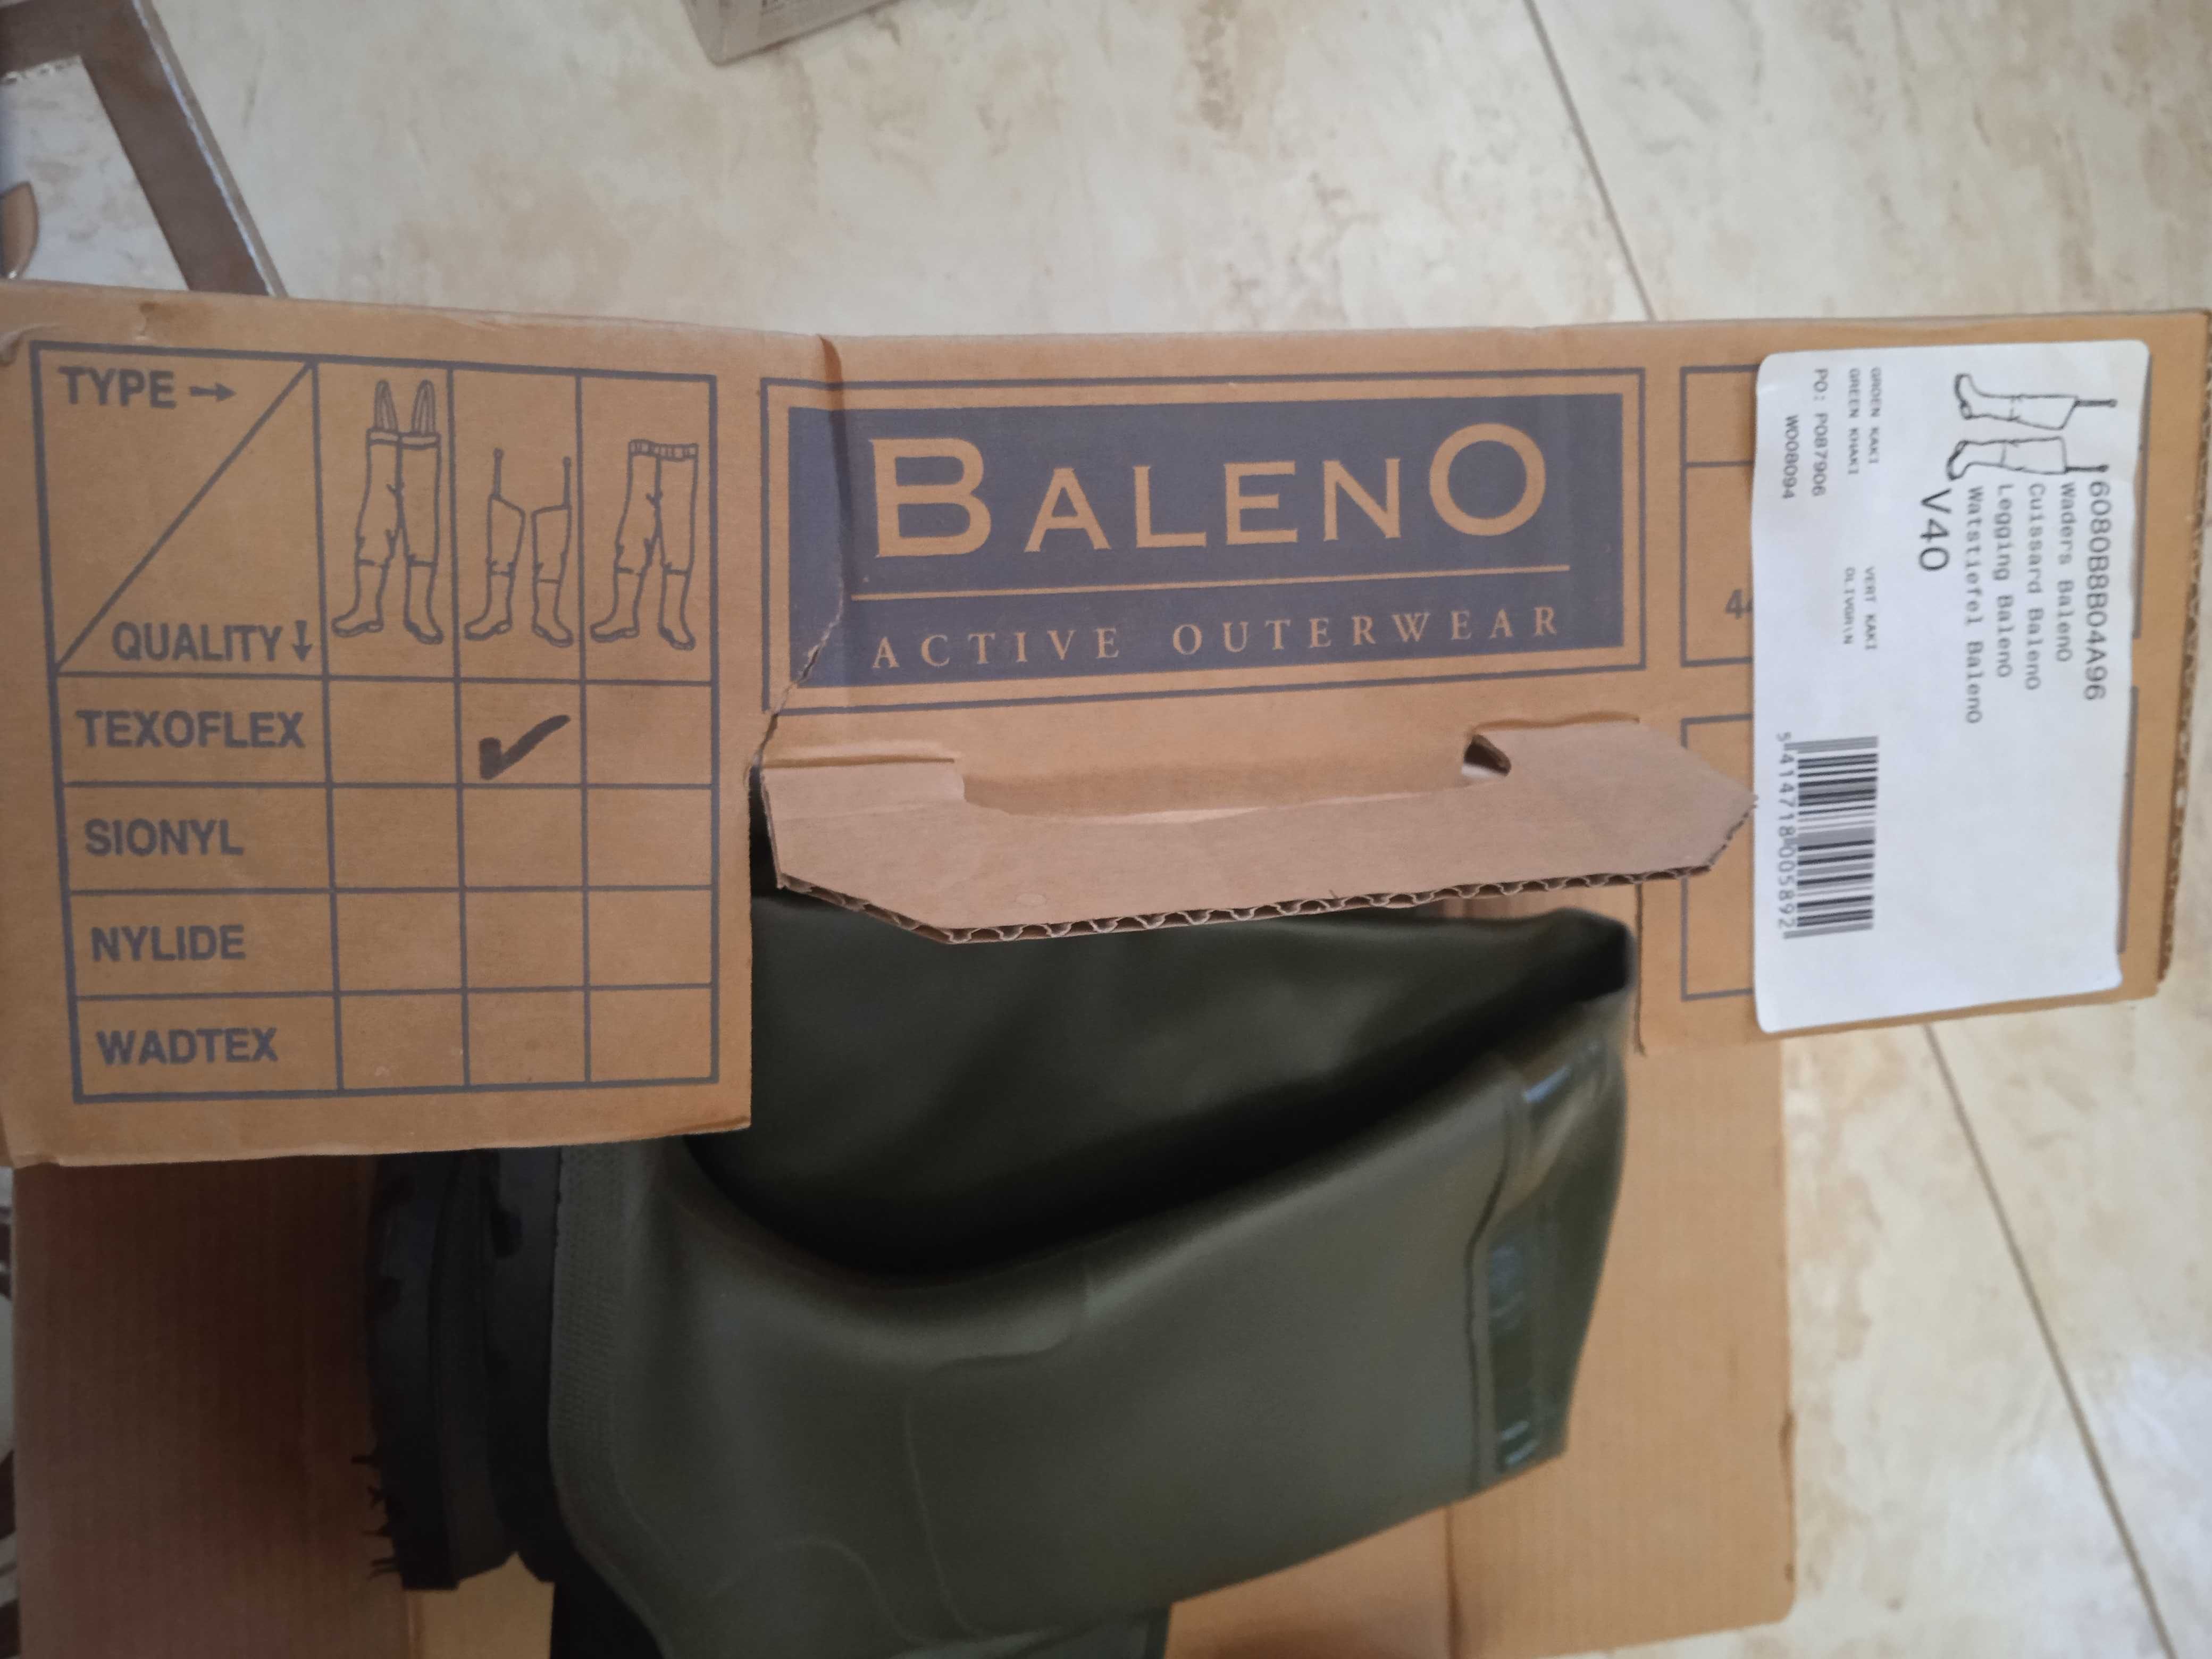 TYPE →
QUALITY ↓
TEXOFLEX
SIONYL
NYLIDE
WADTEX
BALENO
ACTIVE OUTERWEAR
6080B8B04A96
Waders BalenO
Cuissard BalenO
Legging BalenO
Watstiefel BalenO
V40
GROEN KAKI VERT KAKI
GREEN KHAKI OLIVGRüN
PO: PO87906
WO08094
5414718005892